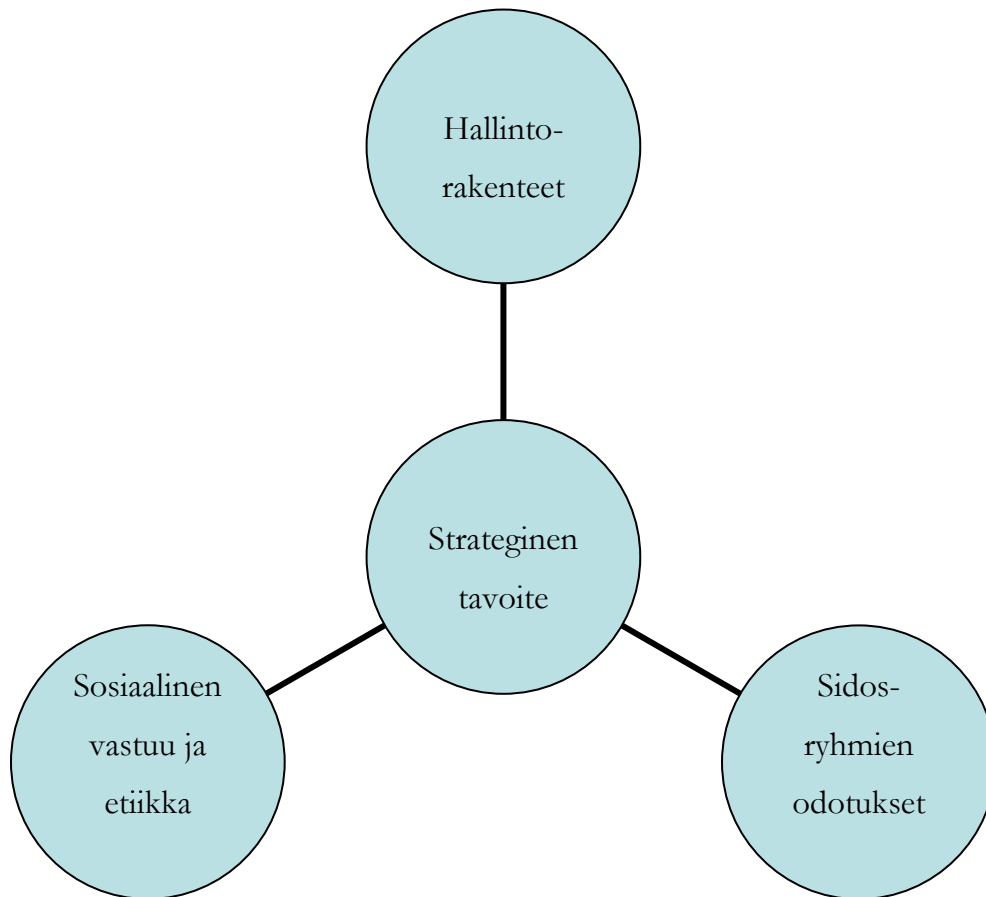 Hallinto-
rakenteet
Strateginen
tavoite
Sosiaalinen
vastuu ja
etiikka
Sidos-
ryhmien
odotukset